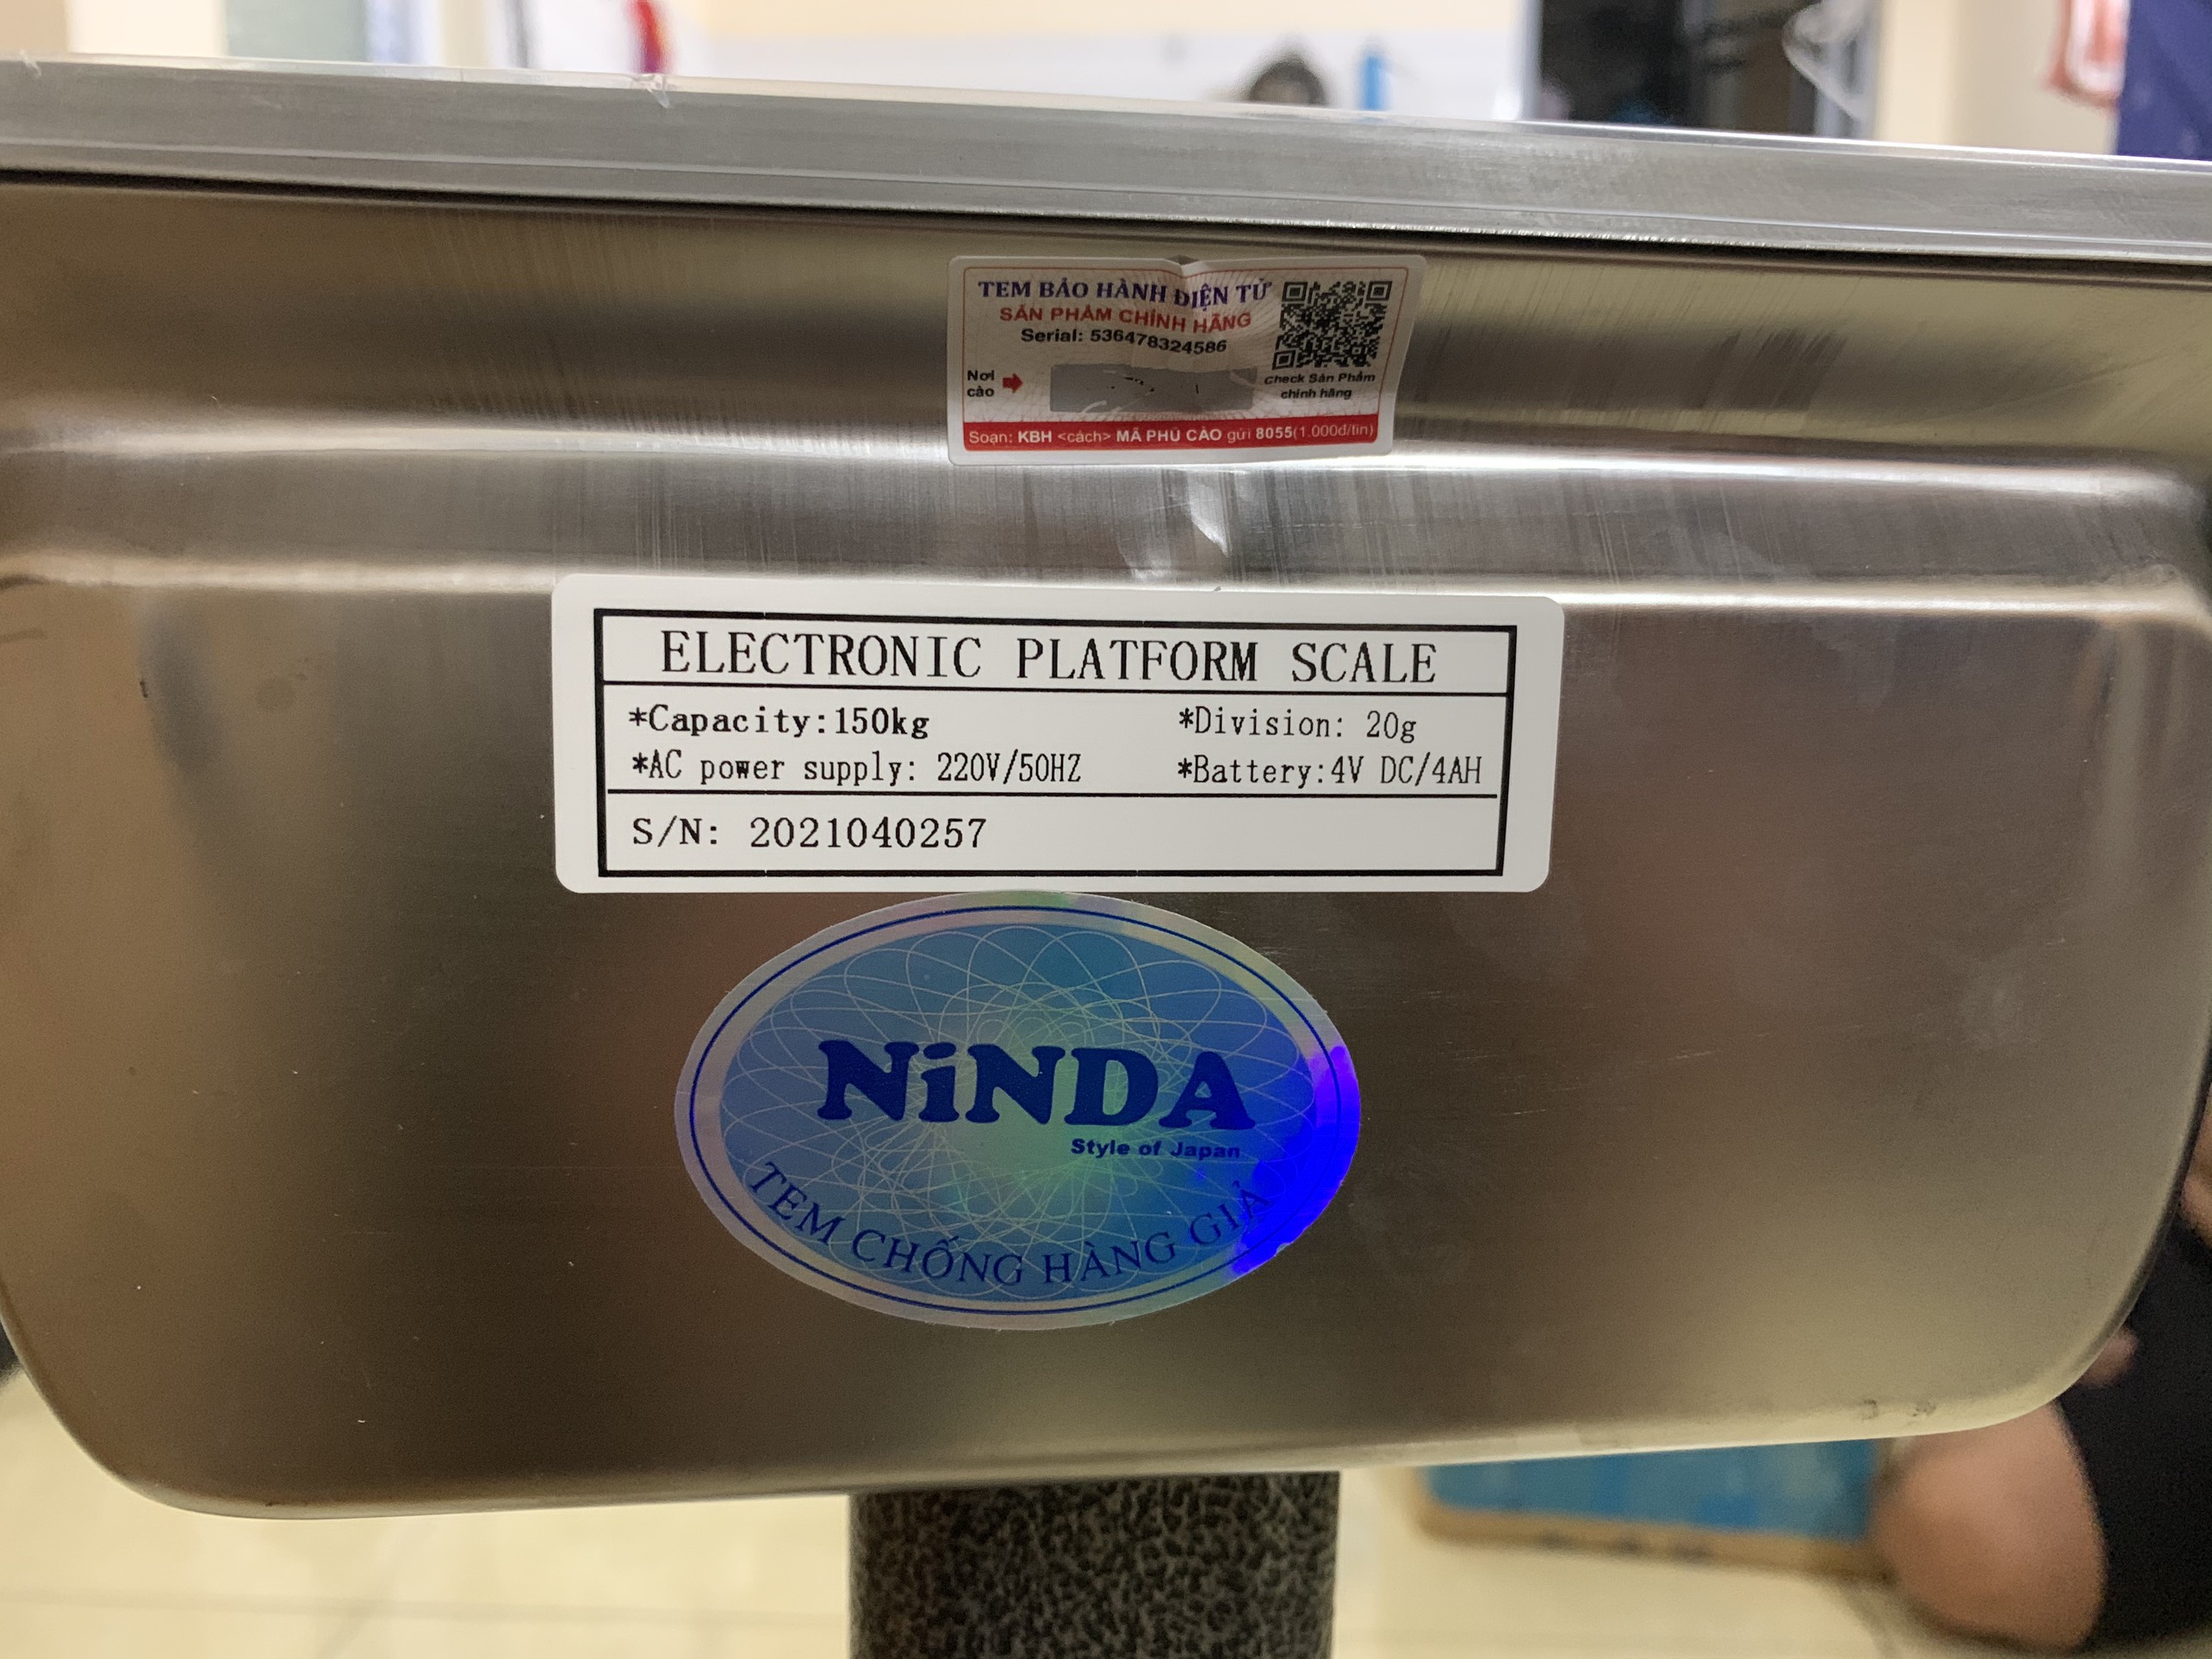 TEM BẢO HÀNH ĐIỆN TỬ
SẢN PHẨM CHÍNH HÃNG
Serial: 536478324586
Nơi
cào
Check Sản Phẩm
chính hãng
Soạn: KBH <cách> MÃ PHỦ CÀO gửi 8055(1.000đ/tin)
ELECTRONIC PLATFORM SCALE
*Capacity:150kg *Division: 20g
*AC power supply: 220V/50HZ *Battery:4V DC/4AH
S/N: 2021040257
NiNDA
Style of Japan
TEM CHỐNG HÀNG GIẢ